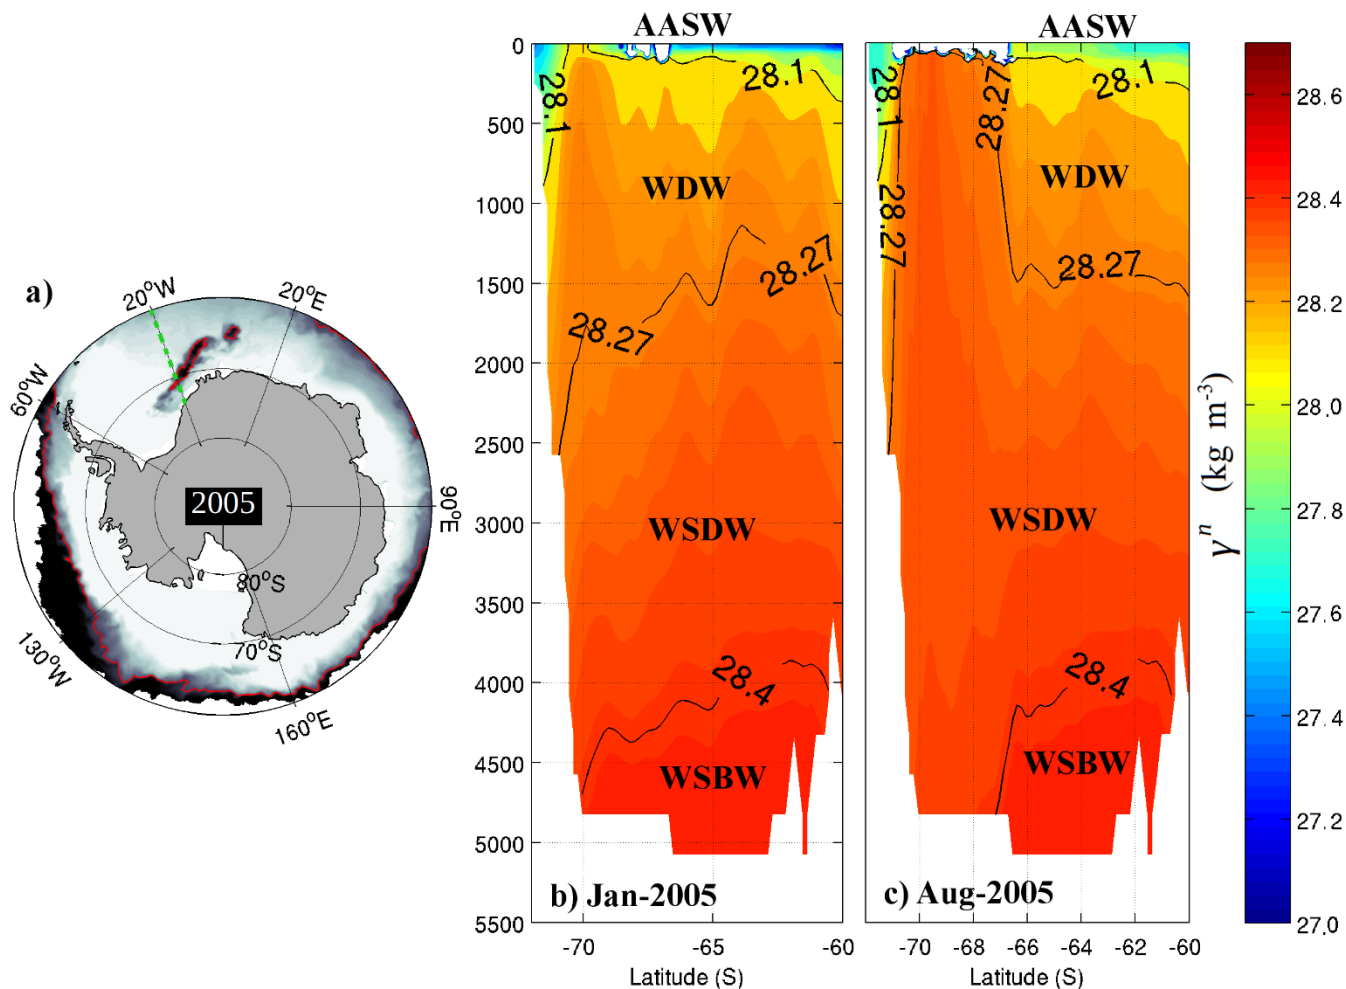 a)
20°W
20°E
60°W
90°E
130°W
160°E
80°S
70°S
2005
AASW
0
500
1000
1500
2000
2500
3000
3500
4000
4500
5000
5500
28.1
28.1
WDW
28.27
28.27
WSDW
28.4
WSBW
b) Jan-2005
-70
-65
-60
Latitude (S)
AASW
28.1
28.1
28.27
28.27
WDW
28.27
WSDW
28.4
WSBW
c) Aug-2005
-70
-68
-66
-64
-62
-60
Latitude (S)
γⁿ (kg m⁻³)
28.6
28.4
28.2
28.0
27.8
27.6
27.4
27.2
27.0